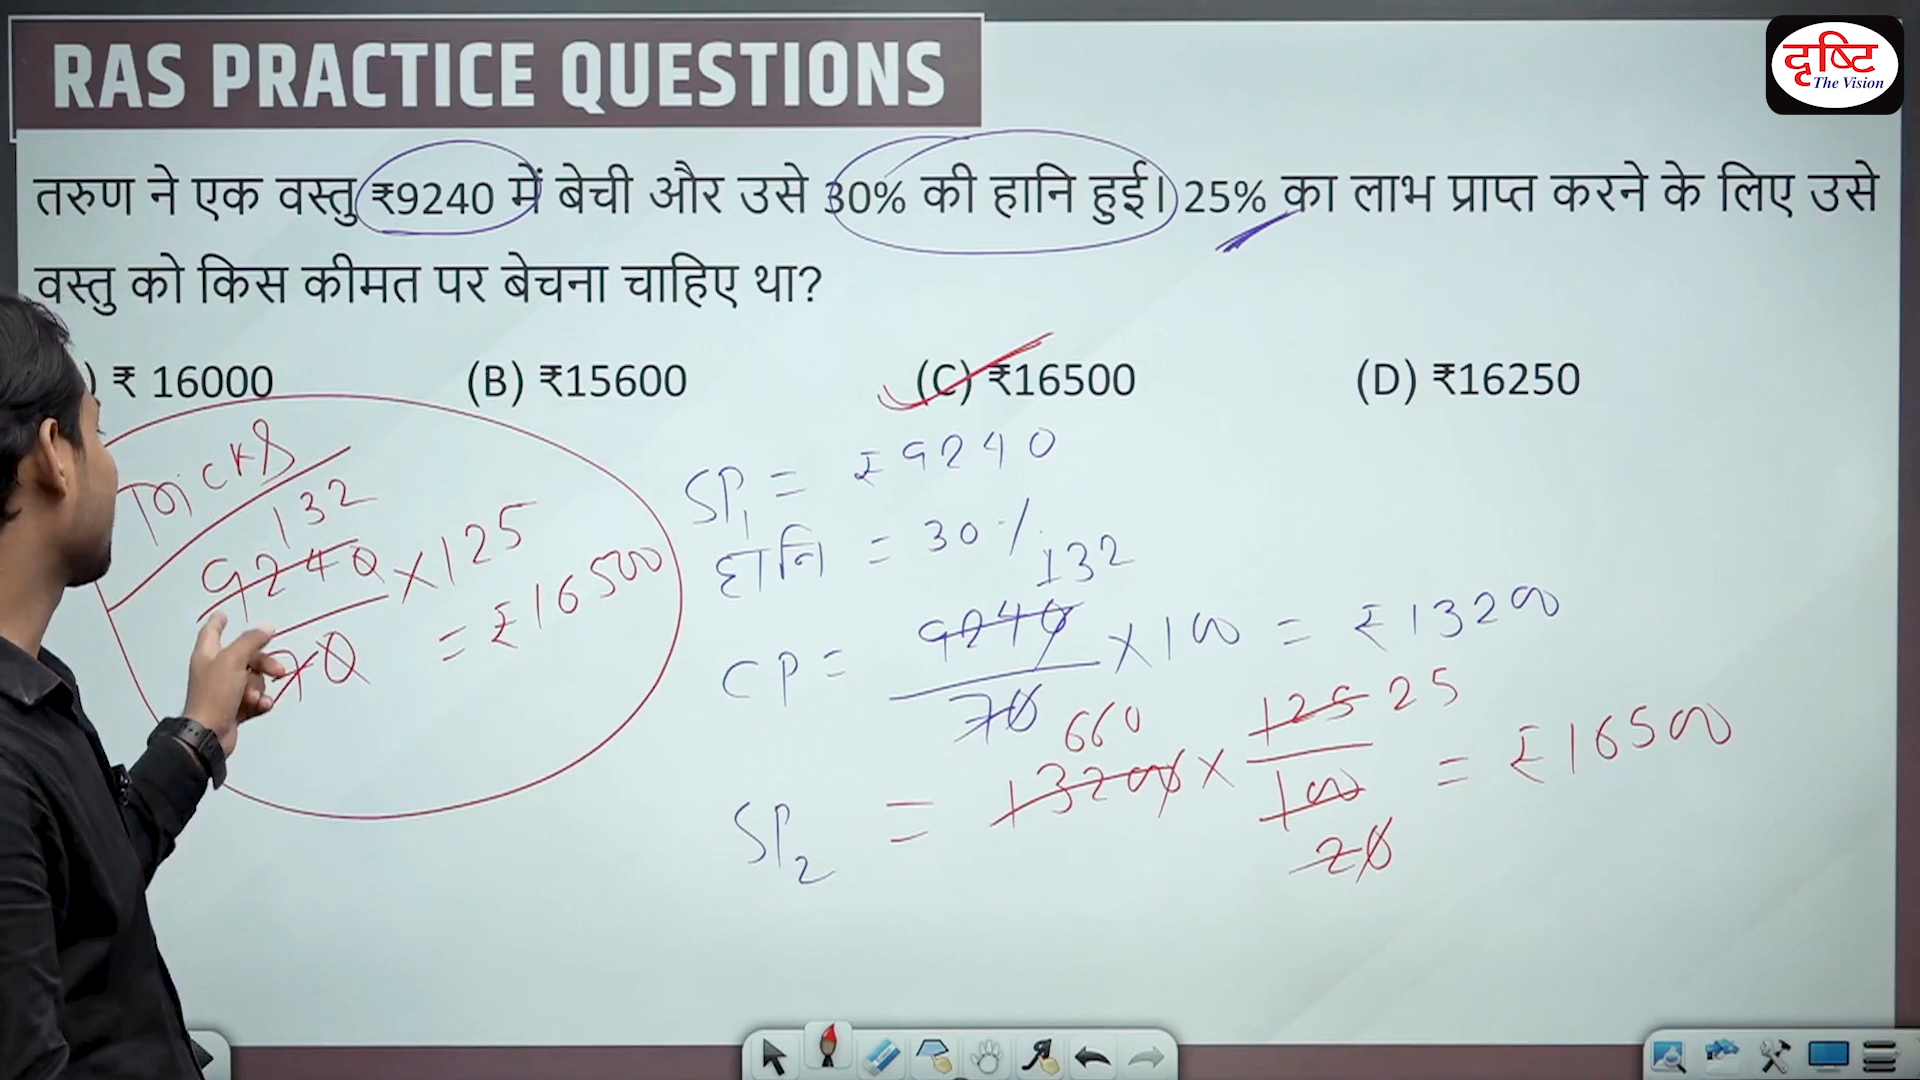 RAS PRACTICE QUESTIONS
दृष्टि
The Vision
तरुण ने एक वस्तु ₹9240 में बेची और उसे 30% की हानि हुई। 25% का लाभ प्राप्त करने के लिए उसे
वस्तु को किस कीमत पर बेचना चाहिए था?
) ₹ 16000 (B) ₹15600 (C) ₹16500 (D) ₹16250
Tricks
132
9240 × 125
70
= ₹16500
SP1 = ₹9240
हानि = 30%
132
CP = 9240 × 100 = ₹13200
70
660 125 25
SP2 = 13200 × = ₹16500
100
20